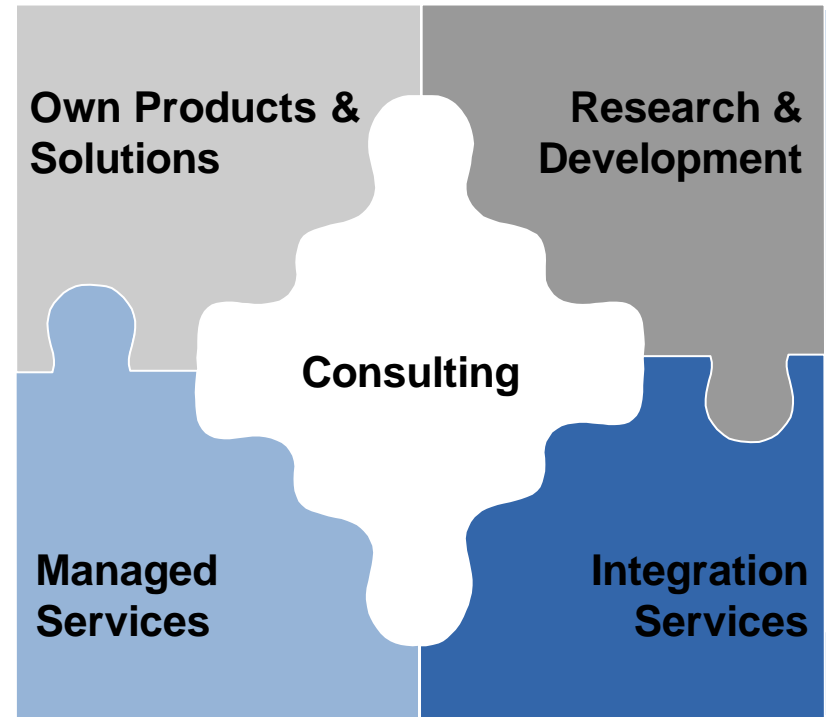 Own Products &
Solutions
Research &
Development
Consulting
Managed
Services
Integration
Services